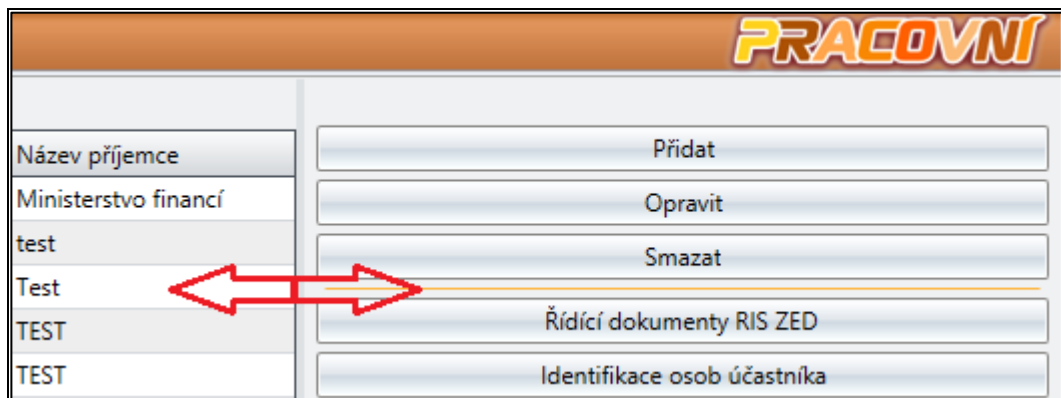 PRACOVNÍ
Název příjemce
Ministerstvo financí
test
Test
TEST
TEST
Přidat
Opravit
Smazat
Řídící dokumenty RIS ZED
Identifikace osob účastníka